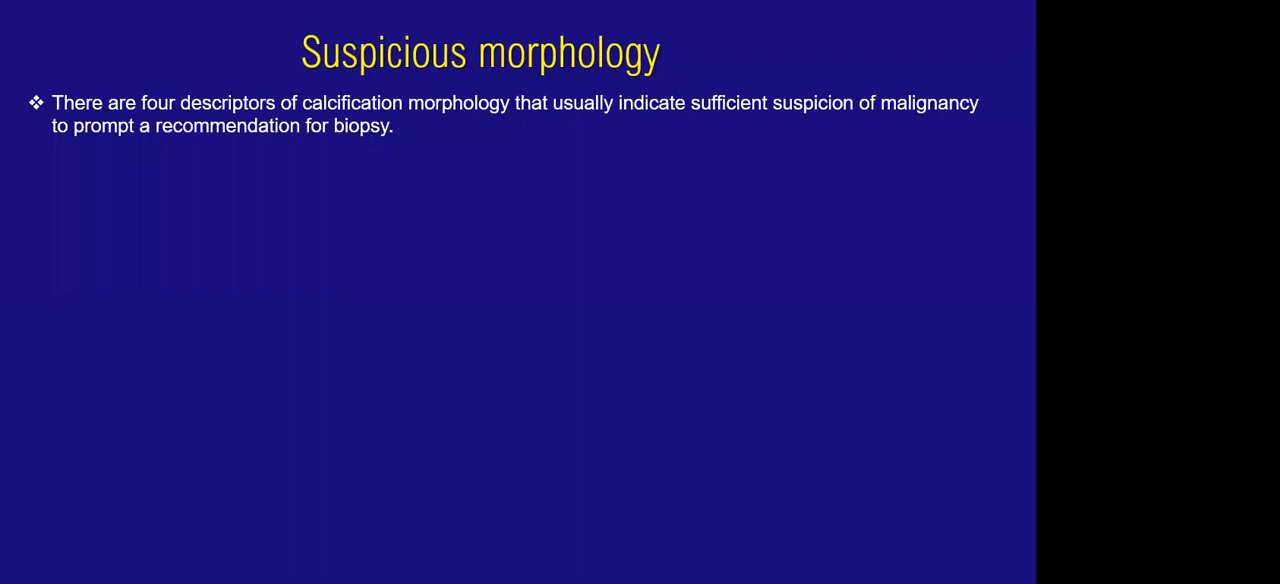 Suspicious morphology
❖ There are four descriptors of calcification morphology that usually indicate sufficient suspicion of malignancy
to prompt a recommendation for biopsy.